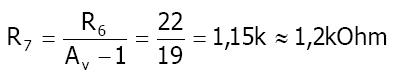 R₇ = R₆ / (Aᵥ − 1) = 22 / 19 = 1,15k ≈ 1,2kOhm